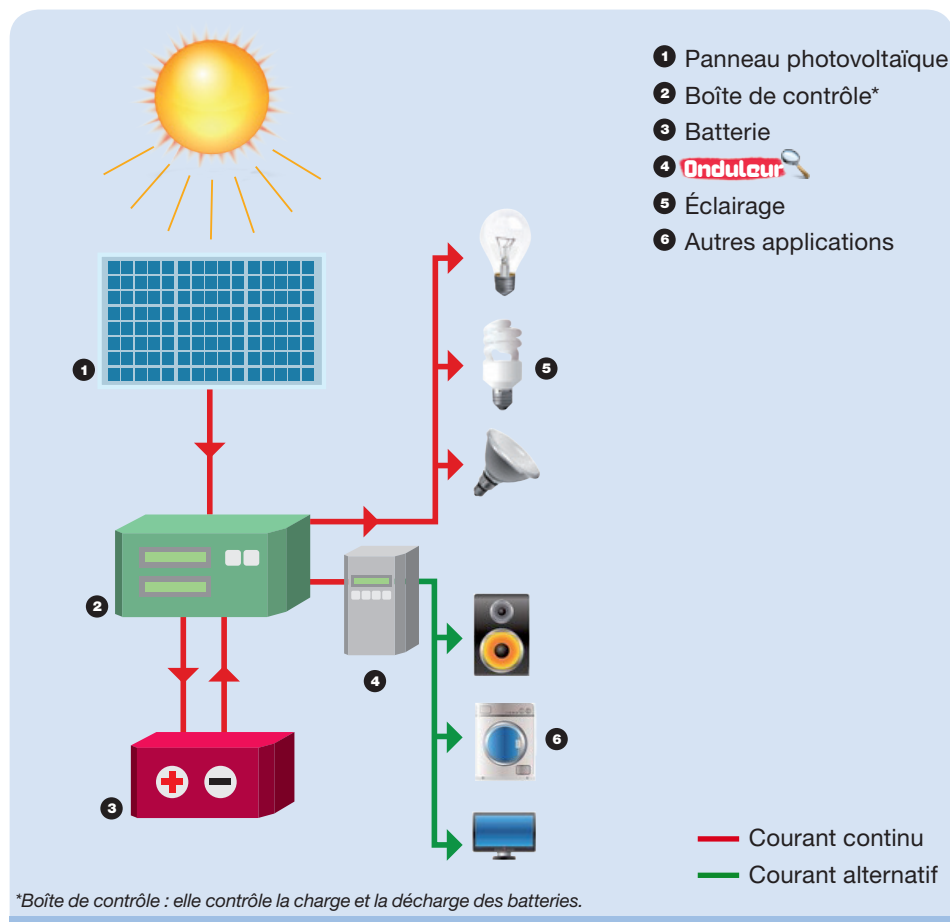 1 Panneau photovoltaïque
2 Boîte de contrôle*
3 Batterie
4 Onduleur
5 Éclairage
6 Autres applications
1
5
2
4
6
3
Courant continu
Courant alternatif
*Boîte de contrôle : elle contrôle la charge et la décharge des batteries.